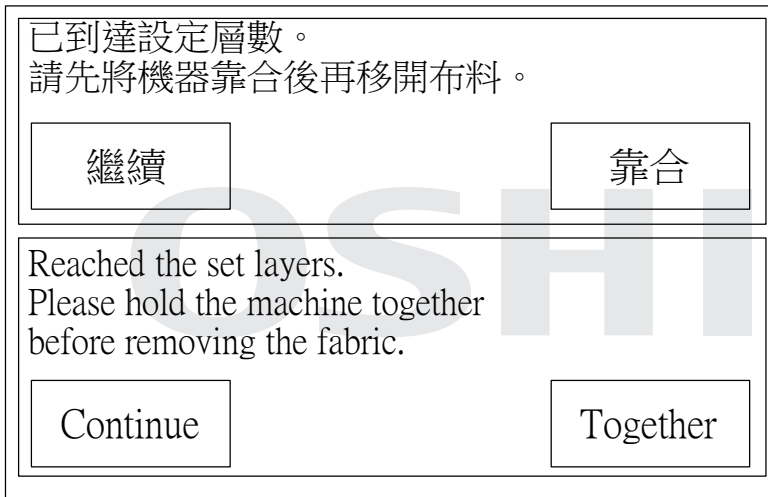 已到達設定層數。
請先將機器靠合後再移開布料。
繼續 靠合
Reached the set layers.
Please hold the machine together
before removing the fabric.
Continue Together
OSHI